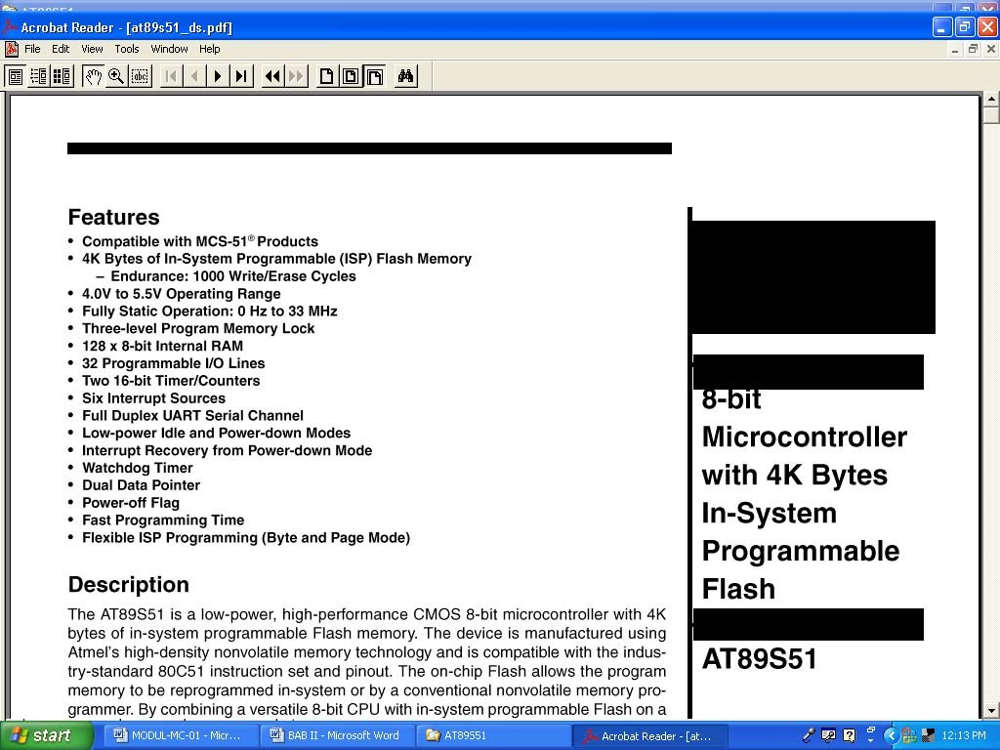 Acrobat Reader - [at89s51_ds.pdf]
File Edit View Tools Window Help
Features
• Compatible with MCS-51® Products
• 4K Bytes of In-System Programmable (ISP) Flash Memory
– Endurance: 1000 Write/Erase Cycles
• 4.0V to 5.5V Operating Range
• Fully Static Operation: 0 Hz to 33 MHz
• Three-level Program Memory Lock
• 128 x 8-bit Internal RAM
• 32 Programmable I/O Lines
• Two 16-bit Timer/Counters
• Six Interrupt Sources
• Full Duplex UART Serial Channel
• Low-power Idle and Power-down Modes
• Interrupt Recovery from Power-down Mode
• Watchdog Timer
• Dual Data Pointer
• Power-off Flag
• Fast Programming Time
• Flexible ISP Programming (Byte and Page Mode)
Description
The AT89S51 is a low-power, high-performance CMOS 8-bit microcontroller with 4K
bytes of in-system programmable Flash memory. The device is manufactured using
Atmel's high-density nonvolatile memory technology and is compatible with the indus-
try-standard 80C51 instruction set and pinout. The on-chip Flash allows the program
memory to be reprogrammed in-system or by a conventional nonvolatile memory pro-
grammer. By combining a versatile 8-bit CPU with in-system programmable Flash on a
8-bit
Microcontroller
with 4K Bytes
In-System
Programmable
Flash
AT89S51
start
MODUL-MC-01 - Micr...
BAB II - Microsoft Word
AT89S51
Acrobat Reader - [at...
12:13 PM